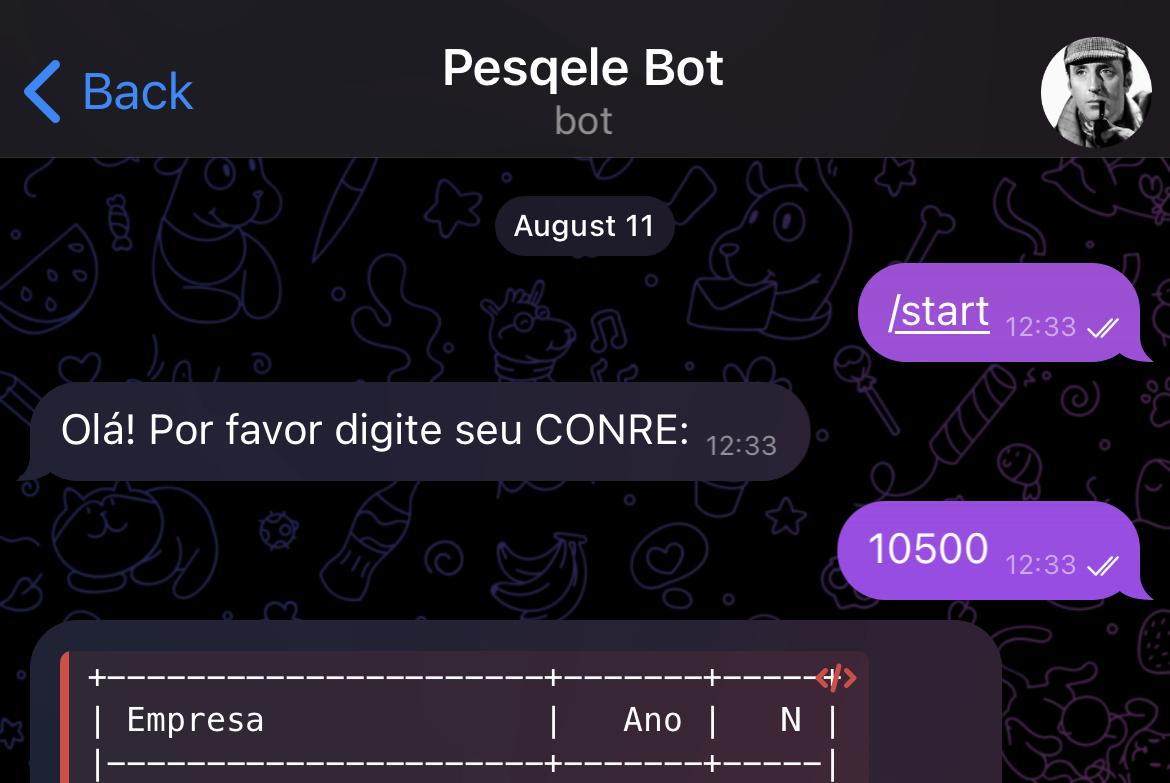 Back
Pesqele Bot
bot
August 11
/start 12:33
Olá! Por favor digite seu CONRE: 12:33
10500 12:33
+----------------------+-------+-----+
| Empresa              |   Ano |   N |
|----------------------+-------+-----|